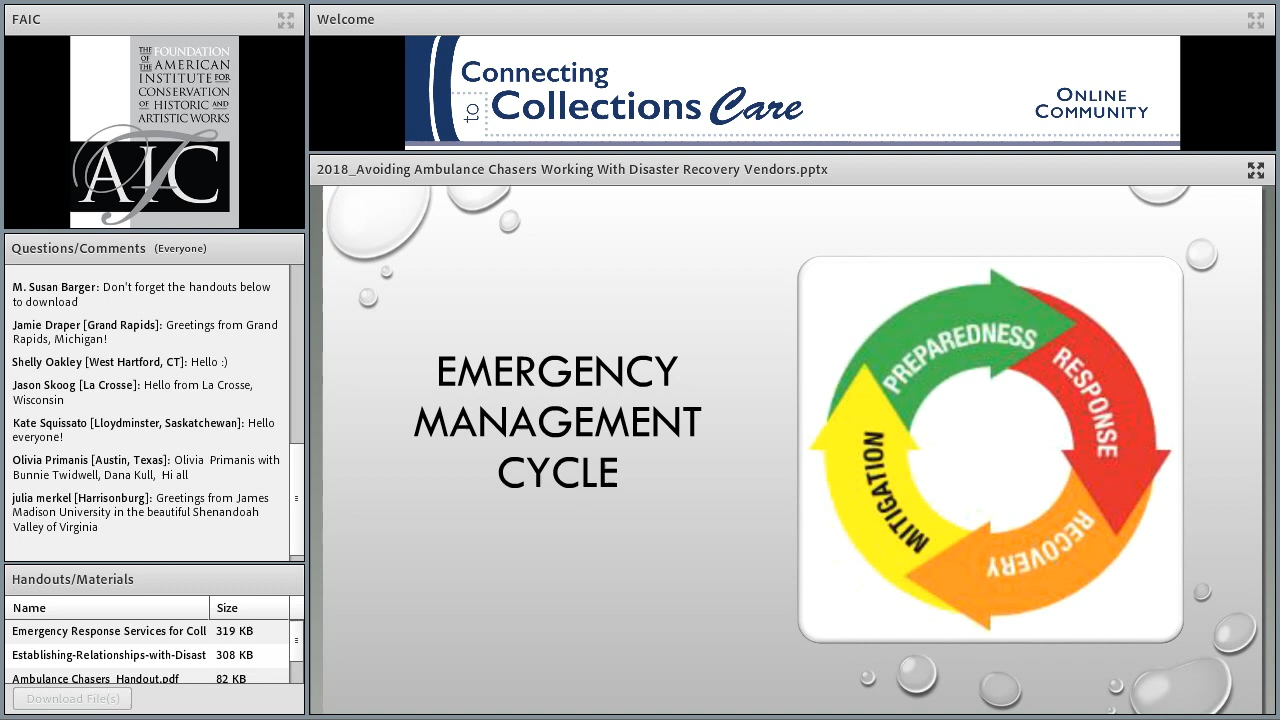 FAIC
THE FOUNDATION
OF THE AMERICAN
INSTITUTE FOR
CONSERVATION
OF HISTORIC AND
ARTISTIC WORKS
FAIC
Questions/Comments (Everyone)
M. Susan Barger: Don't forget the handouts below
to download
Jamie Draper [Grand Rapids]: Greetings from Grand
Rapids, Michigan!
Shelly Oakley [West Hartford, CT]: Hello :)
Jason Skoog [La Crosse]: Hello from La Crosse,
Wisconsin
Kate Squissato [Lloydminster, Saskatchewan]: Hello
everyone!
Olivia Primanis [Austin, Texas]: Olivia Primanis with
Bunnie Twidwell, Dana Kull, Hi all
julia merkel [Harrisonburg]: Greetings from James
Madison University in the beautiful Shenandoah
Valley of Virginia
Handouts/Materials
Name Size
Emergency Response Services for Coll 319 KB
Establishing-Relationships-with-Disast 308 KB
Ambulance Chasers_Handout.pdf 82 KB
Download File(s)
Welcome
Connecting
to Collections Care
ONLINE
COMMUNITY
2018_Avoiding Ambulance Chasers Working With Disaster Recovery Vendors.pptx
EMERGENCY
MANAGEMENT
CYCLE
PREPAREDNESS
RESPONSE
RECOVERY
MITIGATION